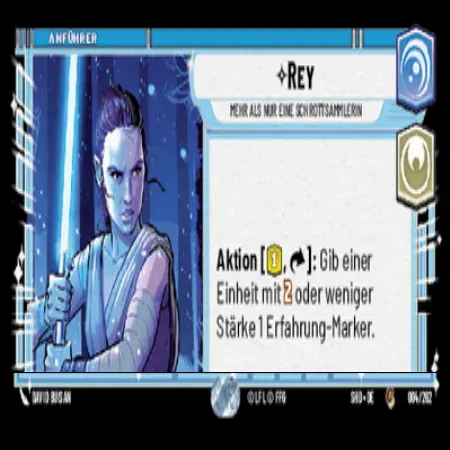 ANFÜHRER
REY
MEHR ALS NUR EINE SCHROTTSAMMLERIN
Aktion [1, ]: Gib einer
Einheit mit 2 oder weniger
Stärke 1 Erfahrung-Marker.
DAVID BUISAN
© LFL © FFG
SHD • DE
004/262